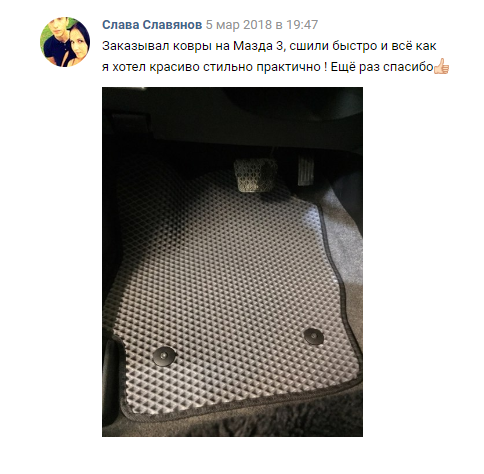 Слава Славянов 5 мар 2018 в 19:47
Заказывал ковры на Мазда 3, сшили быстро и всё как
я хотел красиво стильно практично ! Ещё раз спасибо👍